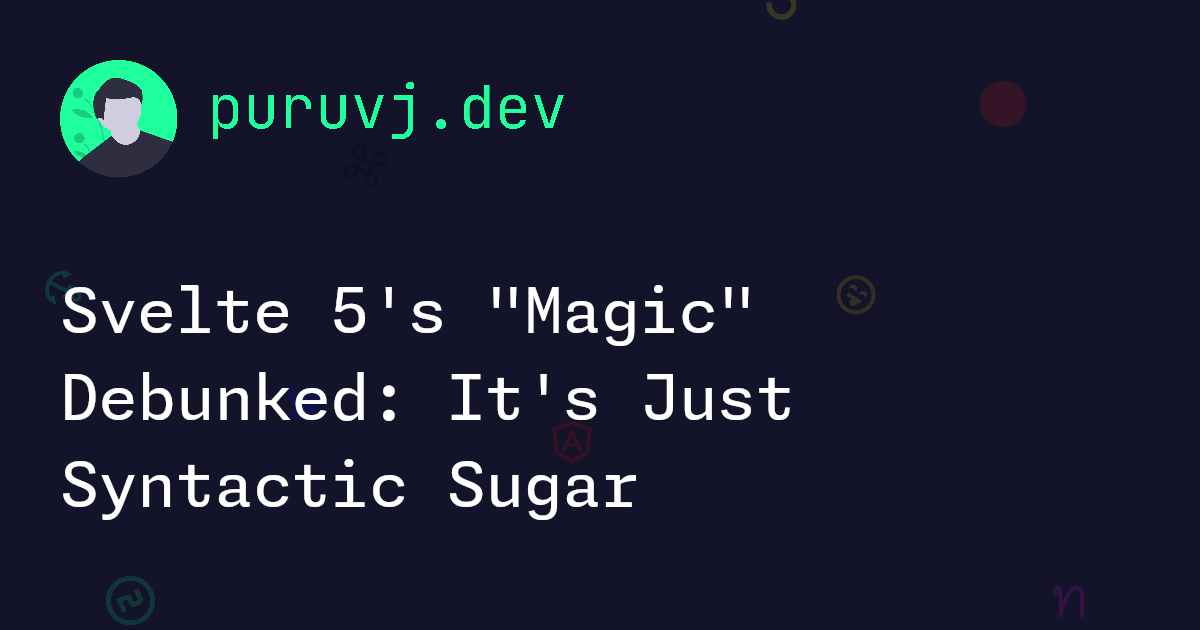 puruvj.dev
Svelte 5's "Magic"
Debunked: It's Just
Syntactic Sugar